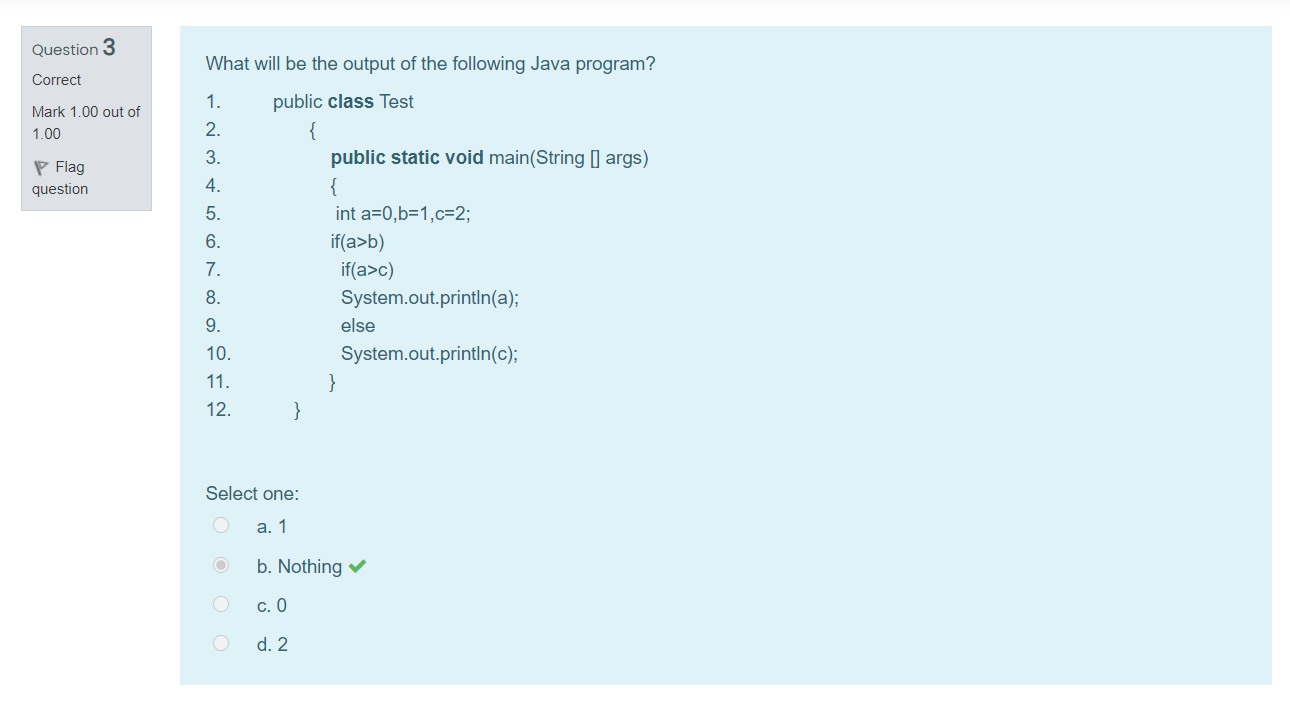 Question 3
Correct
Mark 1.00 out of
1.00
Flag
question
What will be the output of the following Java program?
1. public class Test
2. {
3. public static void main(String [] args)
4. {
5. int a=0,b=1,c=2;
6. if(a>b)
7. if(a>c)
8. System.out.println(a);
9. else
10. System.out.println(c);
11. }
12. }
Select one:
a. 1
b. Nothing
c. 0
d. 2